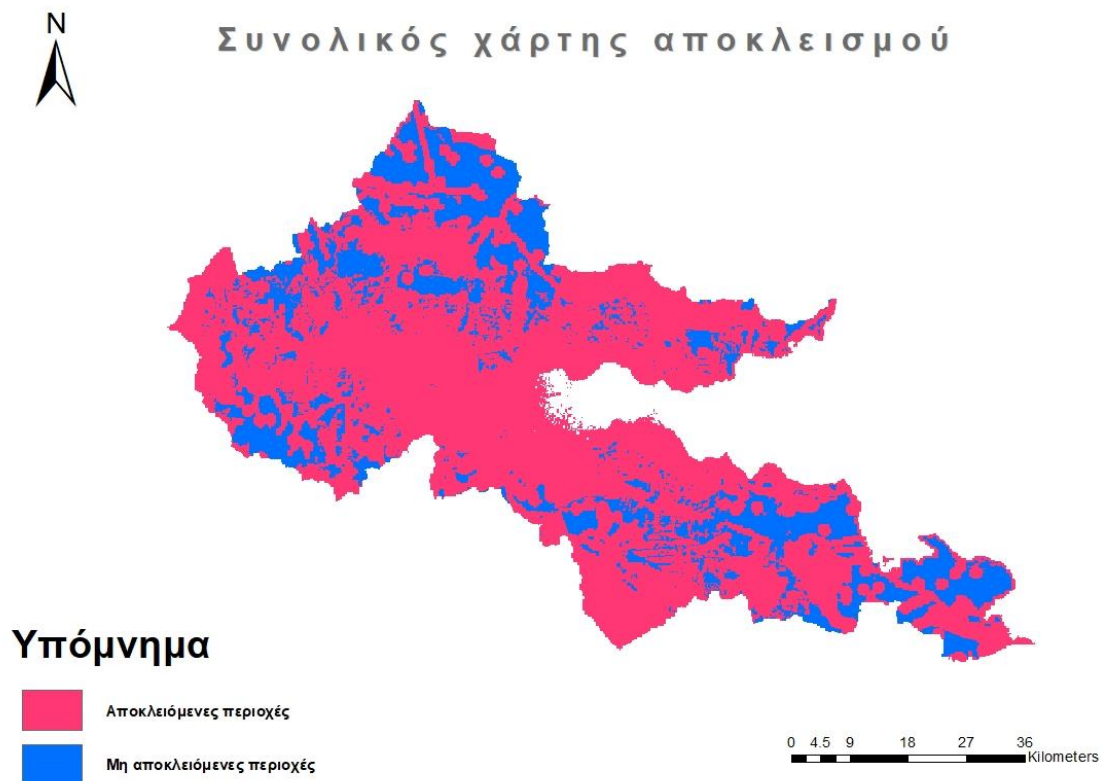 N
Συνολικός χάρτης αποκλεισμού
Υπόμνημα
Αποκλειόμενες περιοχές
Μη αποκλειόμενες περιοχές
0 4.5 9 18 27 36
Kilometers